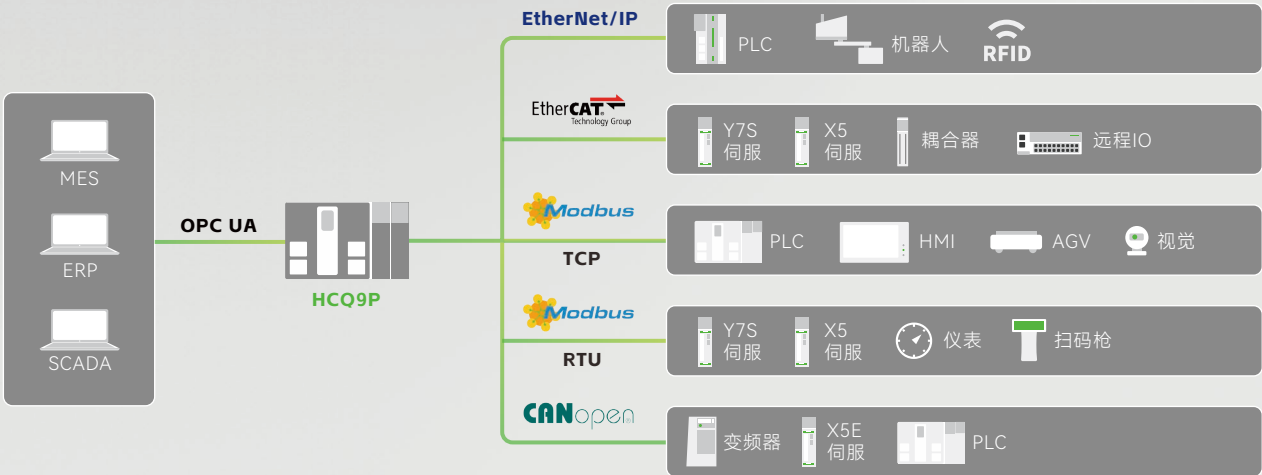 MES
ERP
SCADA
OPC UA
HCQ9P
EtherNet/IP
PLC
机器人
RFID
EtherCAT®
Technology Group
Y7S
伺服
X5
伺服
耦合器
远程IO
Modbus
TCP
PLC
HMI
AGV
视觉
Modbus
RTU
Y7S
伺服
X5
伺服
仪表
扫码枪
CANopen
变频器
X5E
伺服
PLC